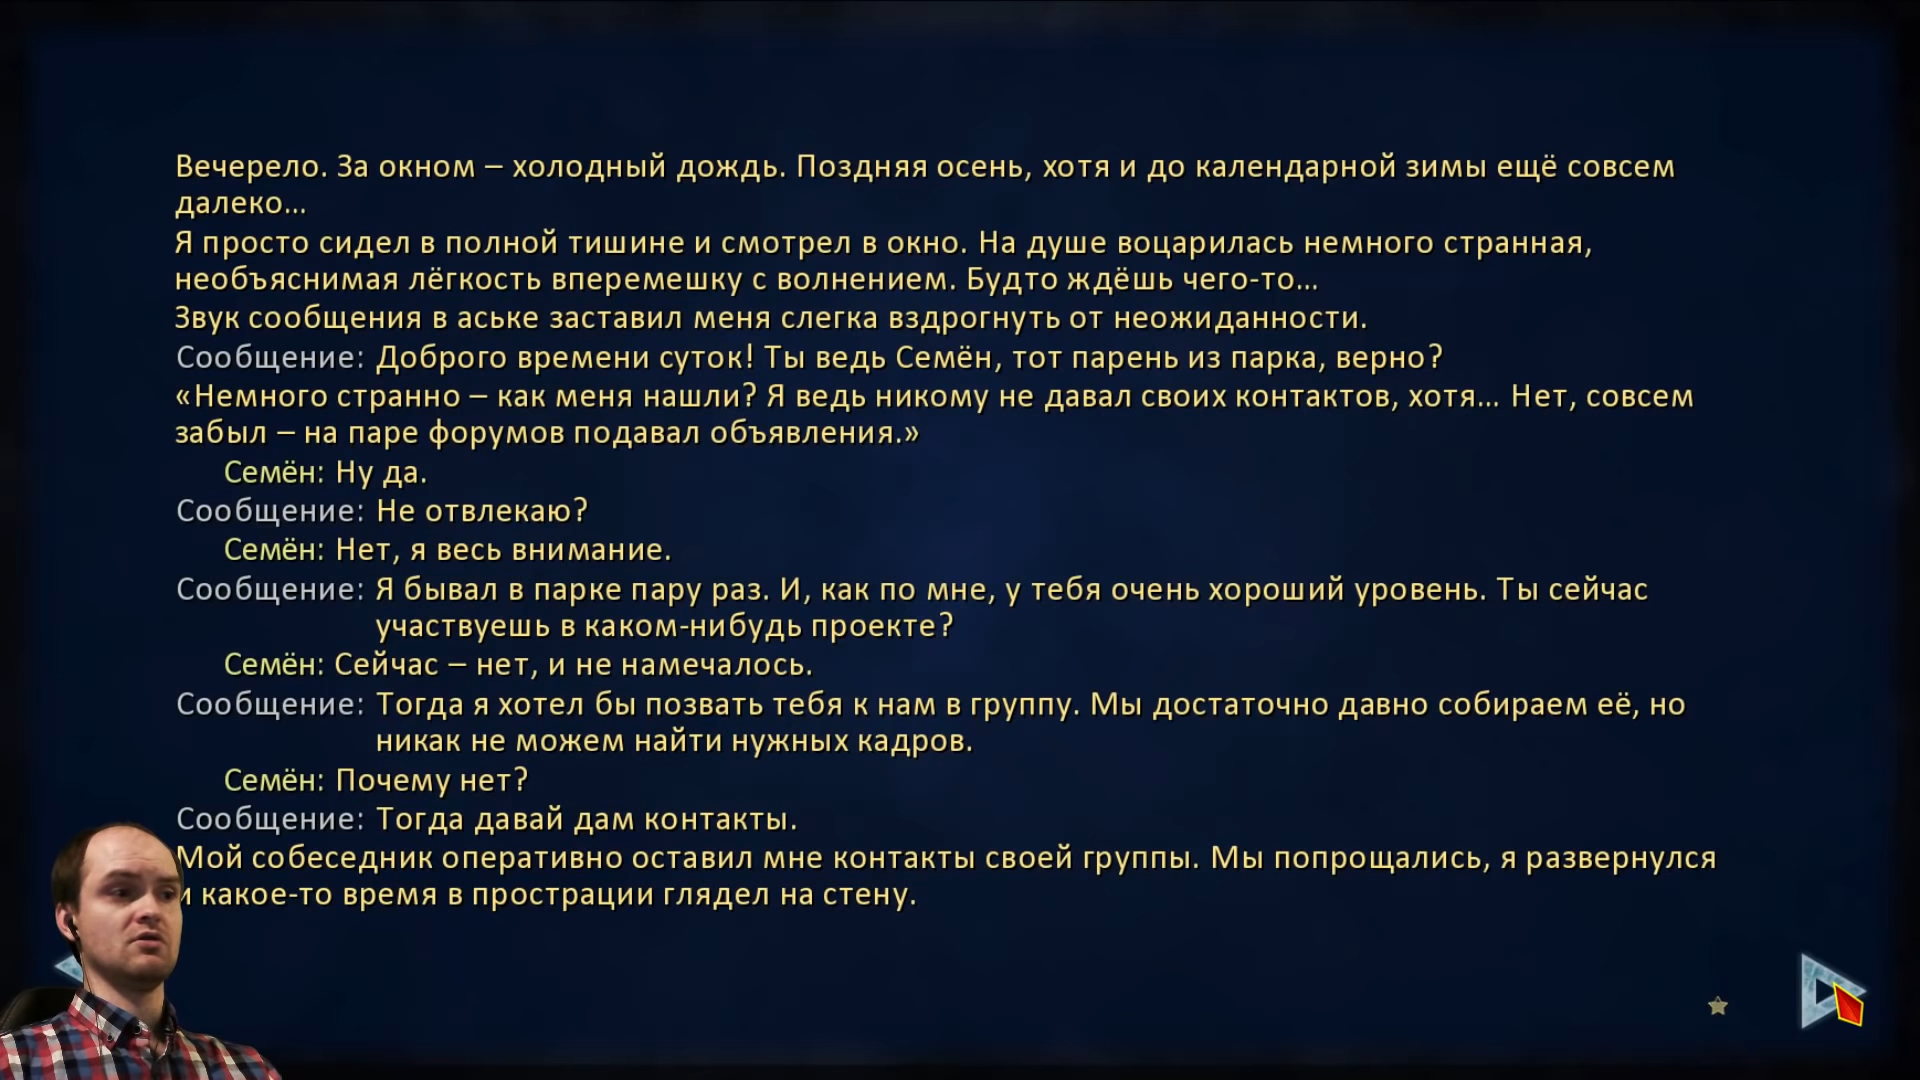 Вечерело. За окном – холодный дождь. Поздняя осень, хотя и до календарной зимы ещё совсем
далеко...
Я просто сидел в полной тишине и смотрел в окно. На душе воцарилась немного странная,
необъяснимая лёгкость вперемешку с волнением. Будто ждёшь чего-то...
Звук сообщения в аське заставил меня слегка вздрогнуть от неожиданности.
Сообщение: Доброго времени суток! Ты ведь Семён, тот парень из парка, верно?
«Немного странно – как меня нашли? Я ведь никому не давал своих контактов, хотя... Нет, совсем
забыл – на паре форумов подавал объявления.»
Семён: Ну да.
Сообщение: Не отвлекаю?
Семён: Нет, я весь внимание.
Сообщение: Я бывал в парке пару раз. И, как по мне, у тебя очень хороший уровень. Ты сейчас
участвуешь в каком-нибудь проекте?
Семён: Сейчас – нет, и не намечалось.
Сообщение: Тогда я хотел бы позвать тебя к нам в группу. Мы достаточно давно собираем её, но
никак не можем найти нужных кадров.
Семён: Почему нет?
Сообщение: Тогда давай дам контакты.
Мой собеседник оперативно оставил мне контакты своей группы. Мы попрощались, я развернулся
и какое-то время в прострации глядел на стену.